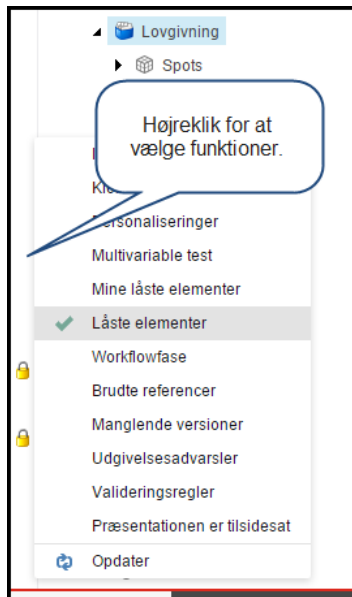 Lovgivning
Spots
Højreklik for at
vælge funktioner.
Personaliseringer
Multivariable test
Mine låste elementer
Låste elementer
Workflowfase
Brudte referencer
Manglende versioner
Udgivelsesadvarsler
Valideringsregler
Præsentationen er tilsidesat
Opdater